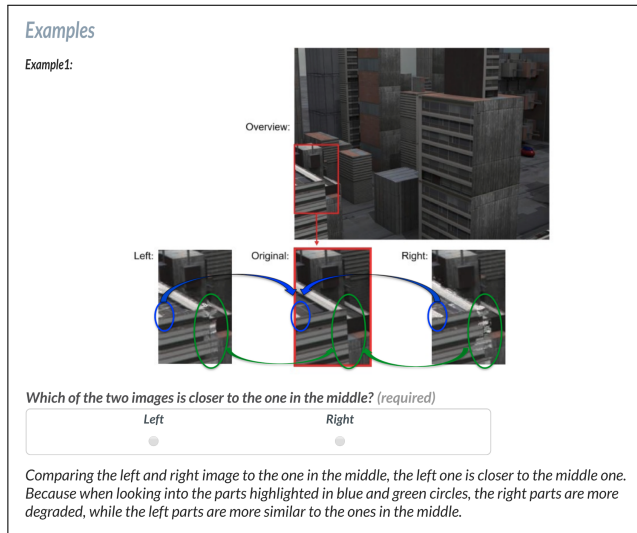 Examples
Example1:
Overview:
Left:
Original:
Right:
Which of the two images is closer to the one in the middle? (required)
Left Right
Comparing the left and right image to the one in the middle, the left one is closer to the middle one.
Because when looking into the parts highlighted in blue and green circles, the right parts are more
degraded, while the left parts are more similar to the ones in the middle.